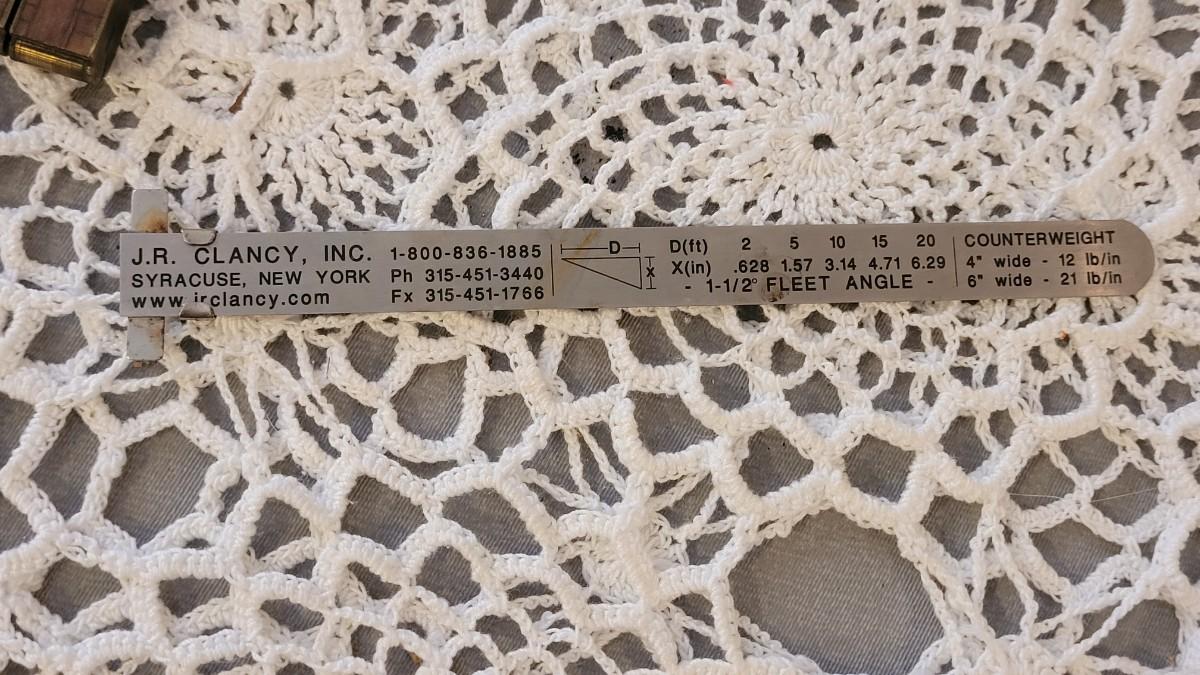 J.R. CLANCY, INC. 1-800-836-1885
SYRACUSE, NEW YORK Ph 315-451-3440
www.jrclancy.com Fx 315-451-1766
D
X
D(ft) 2 5 10 15 20
X(in) .628 1.57 3.14 4.71 6.29
- 1-1/2° FLEET ANGLE -
COUNTERWEIGHT
4" wide - 12 lb/in
6" wide - 21 lb/in